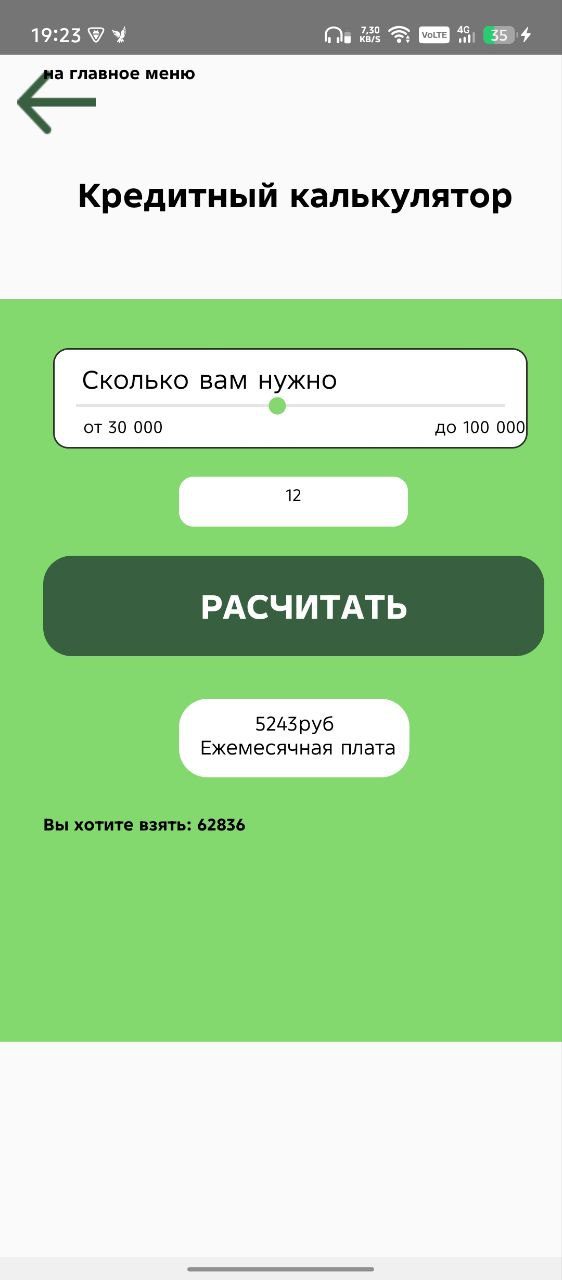 19:23 7,30 KB/S VoLTE 4G 35
на главное меню
Кредитный калькулятор
Сколько вам нужно
от 30 000 до 100 000
12
РАСЧИТАТЬ
5243руб
Ежемесячная плата
Вы хотите взять: 62836